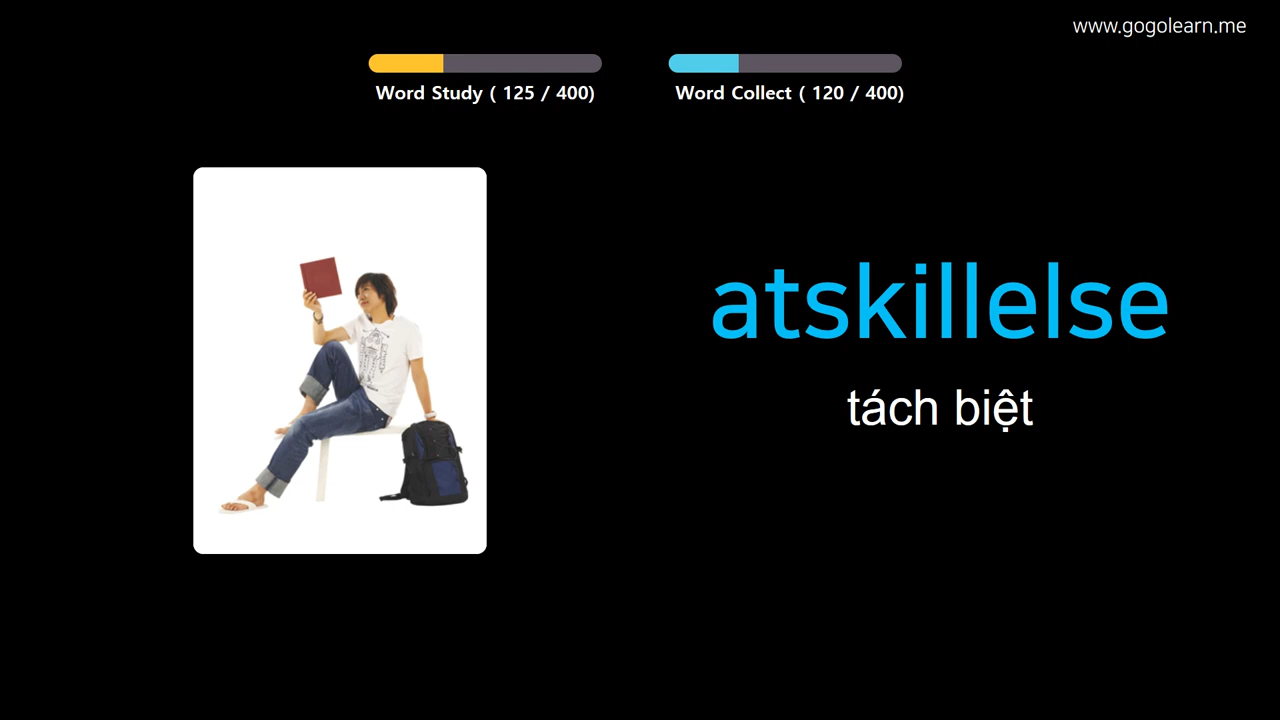 www.gogolearn.me
Word Study ( 125 / 400)
Word Collect ( 120 / 400)
atskillelse
tách biệt